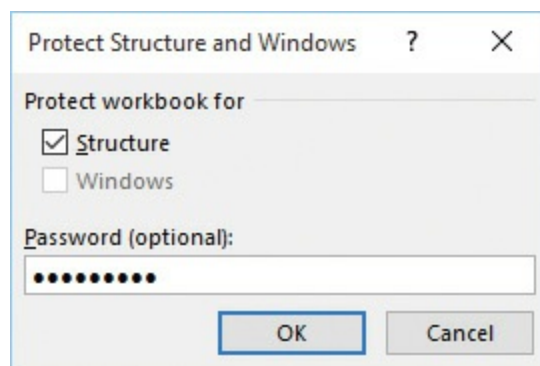 Protect Structure and Windows ?
Protect workbook for
Structure
Windows
Password (optional):
●●●●●●●●●
OK Cancel